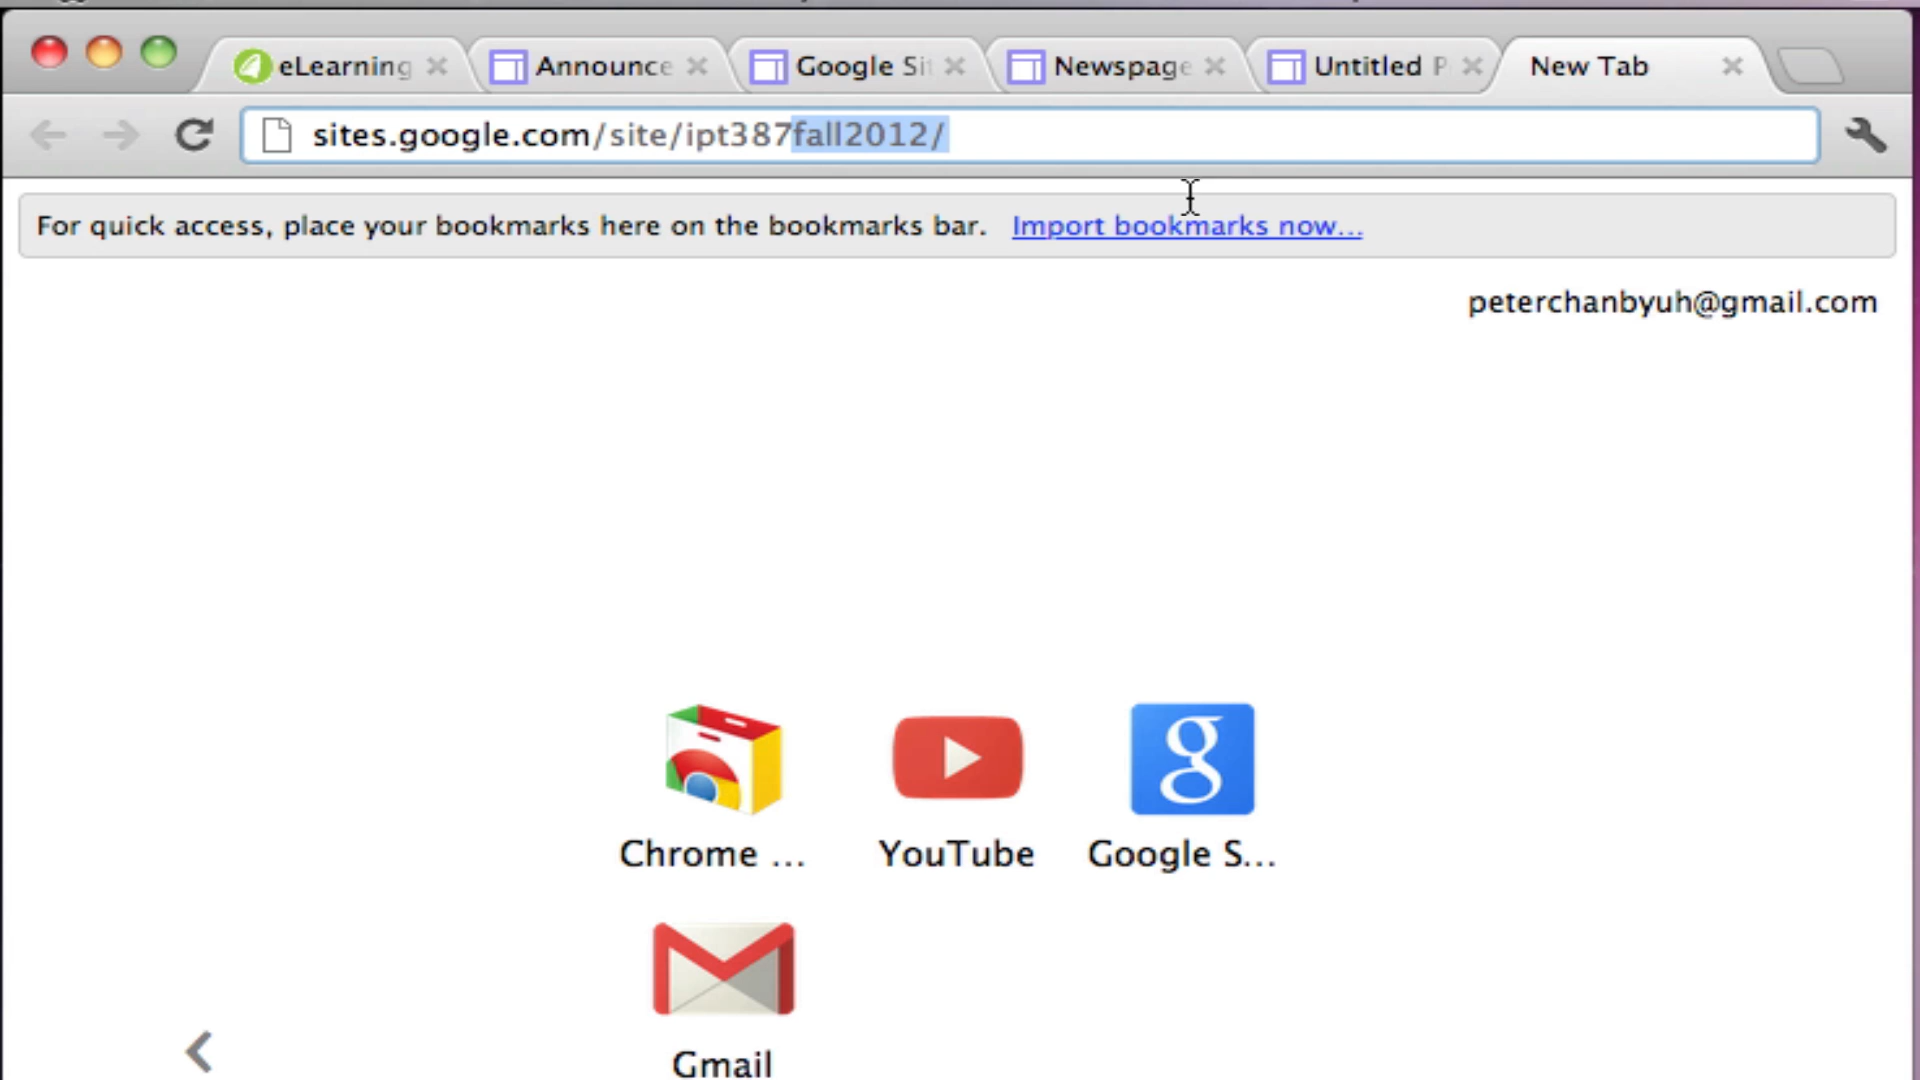 eLearning
Announce
Google Sit
Newspage
Untitled P
New Tab
sites.google.com/site/ipt387fall2012/
For quick access, place your bookmarks here on the bookmarks bar. Import bookmarks now...
peterchanbyuh@gmail.com
g
Chrome ... YouTube Google S...
Gmail